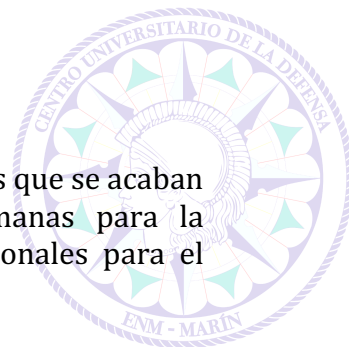 CENTRO UNIVERSITARIO DE LA DEFENSA
s que se acaban
manas para la
onales para el
ENM - MARÍN